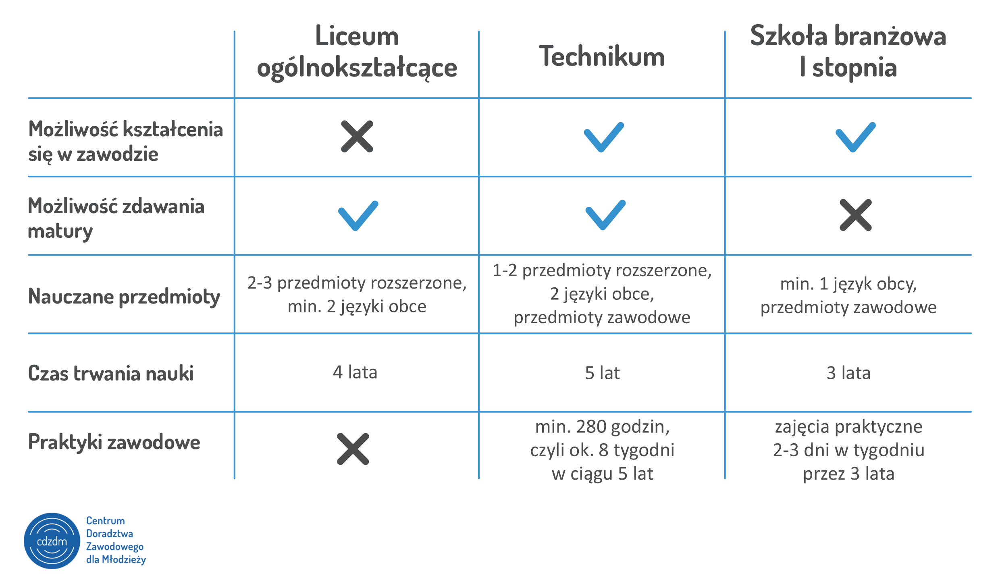 Liceum
ogólnokształcące
Technikum
Szkoła branżowa
I stopnia
Możliwość kształcenia
się w zawodzie
Możliwość zdawania
matury
Nauczane przedmioty
2-3 przedmioty rozszerzone,
min. 2 języki obce
1-2 przedmioty rozszerzone,
2 języki obce,
przedmioty zawodowe
min. 1 język obcy,
przedmioty zawodowe
Czas trwania nauki
4 lata
5 lat
3 lata
Praktyki zawodowe
min. 280 godzin,
czyli ok. 8 tygodni
w ciągu 5 lat
zajęcia praktyczne
2-3 dni w tygodniu
przez 3 lata
cdzdm
Centrum
Doradztwa
Zawodowego
dla Młodzieży